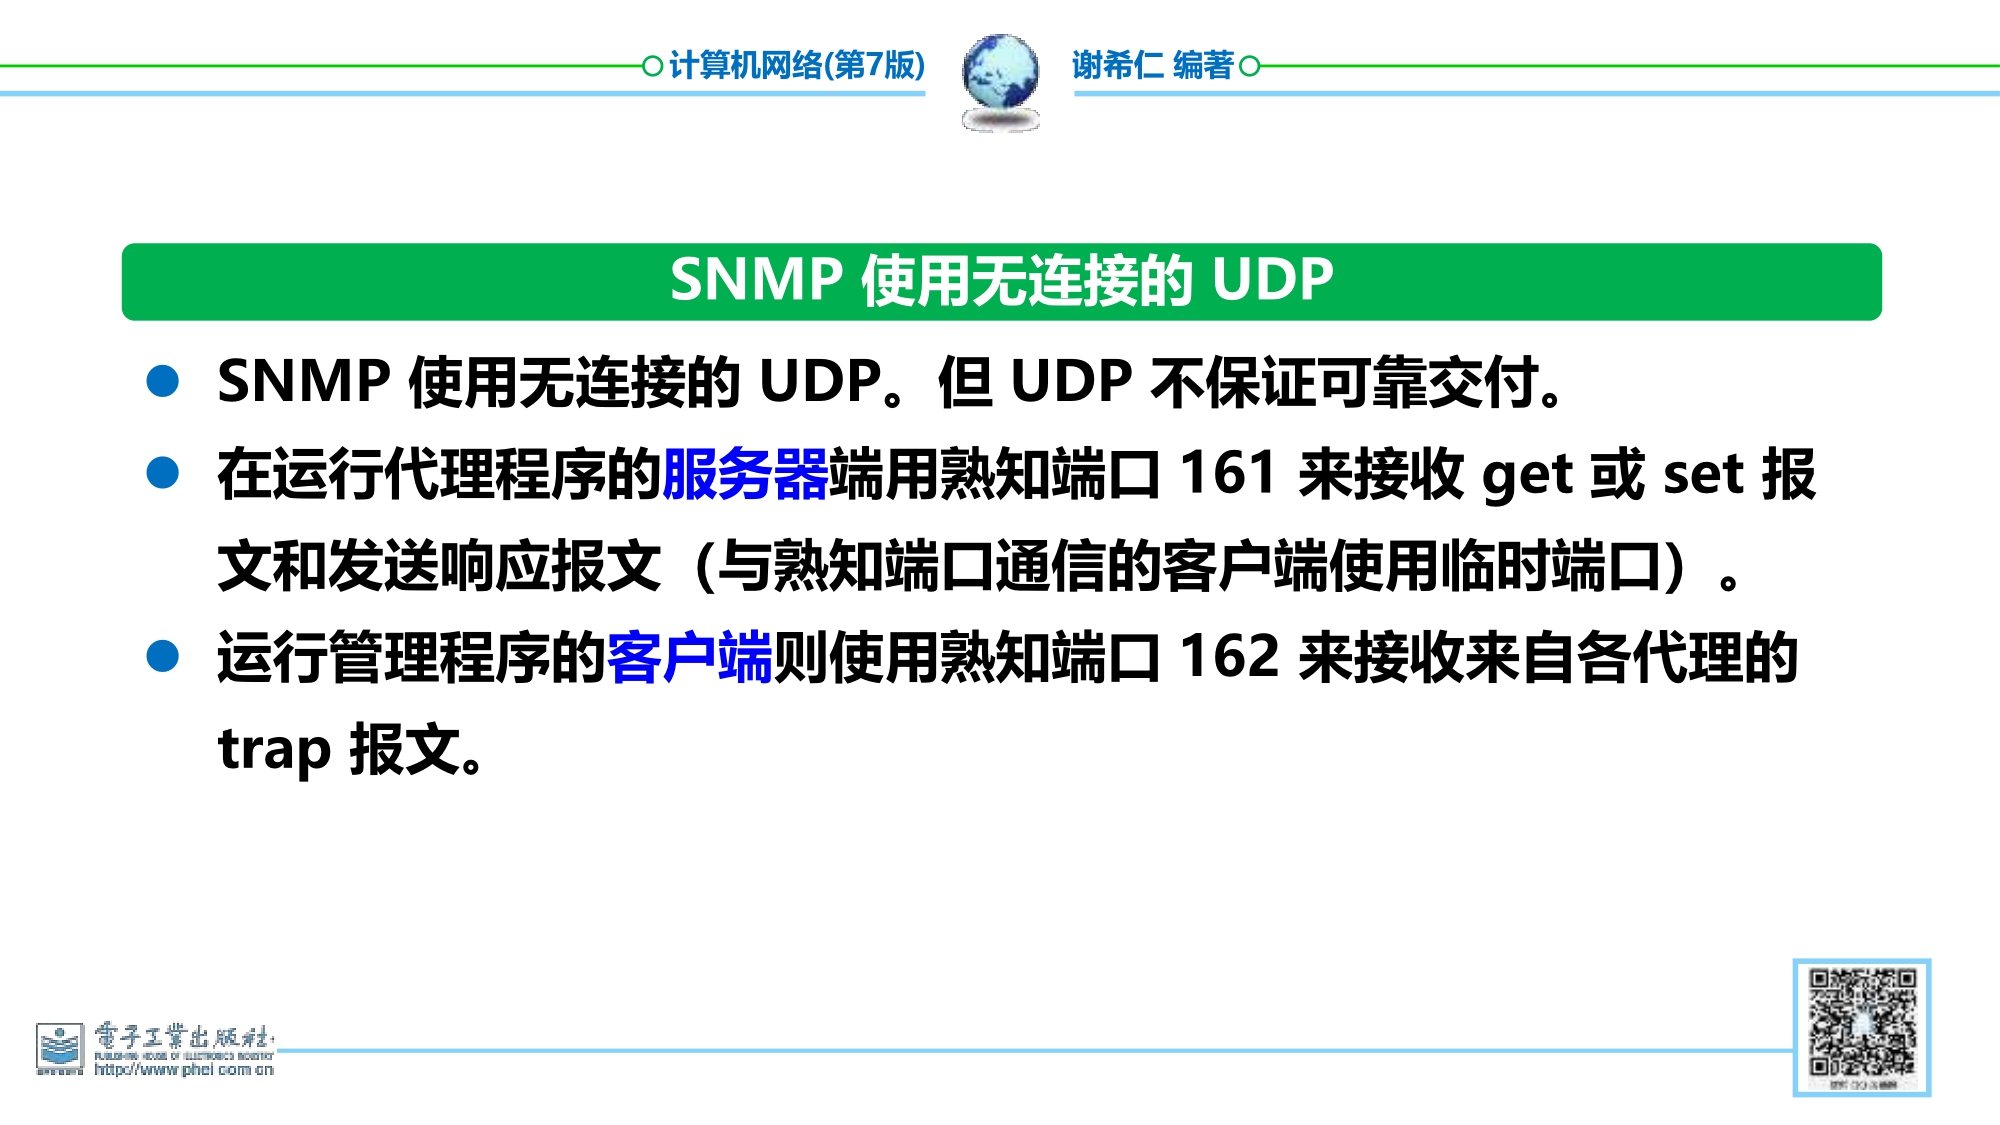 计算机网络(第7版)
谢希仁 编著
SNMP 使用无连接的 UDP
SNMP 使用无连接的 UDP。但 UDP 不保证可靠交付。
在运行代理程序的服务器端用熟知端口 161 来接收 get 或 set 报
文和发送响应报文（与熟知端口通信的客户端使用临时端口）。
运行管理程序的客户端则使用熟知端口 162 来接收来自各代理的
trap 报文。
電子工業出版社
PUBLISHING HOUSE OF ELECTRONICS INDUSTRY
http://www.phei.com.cn